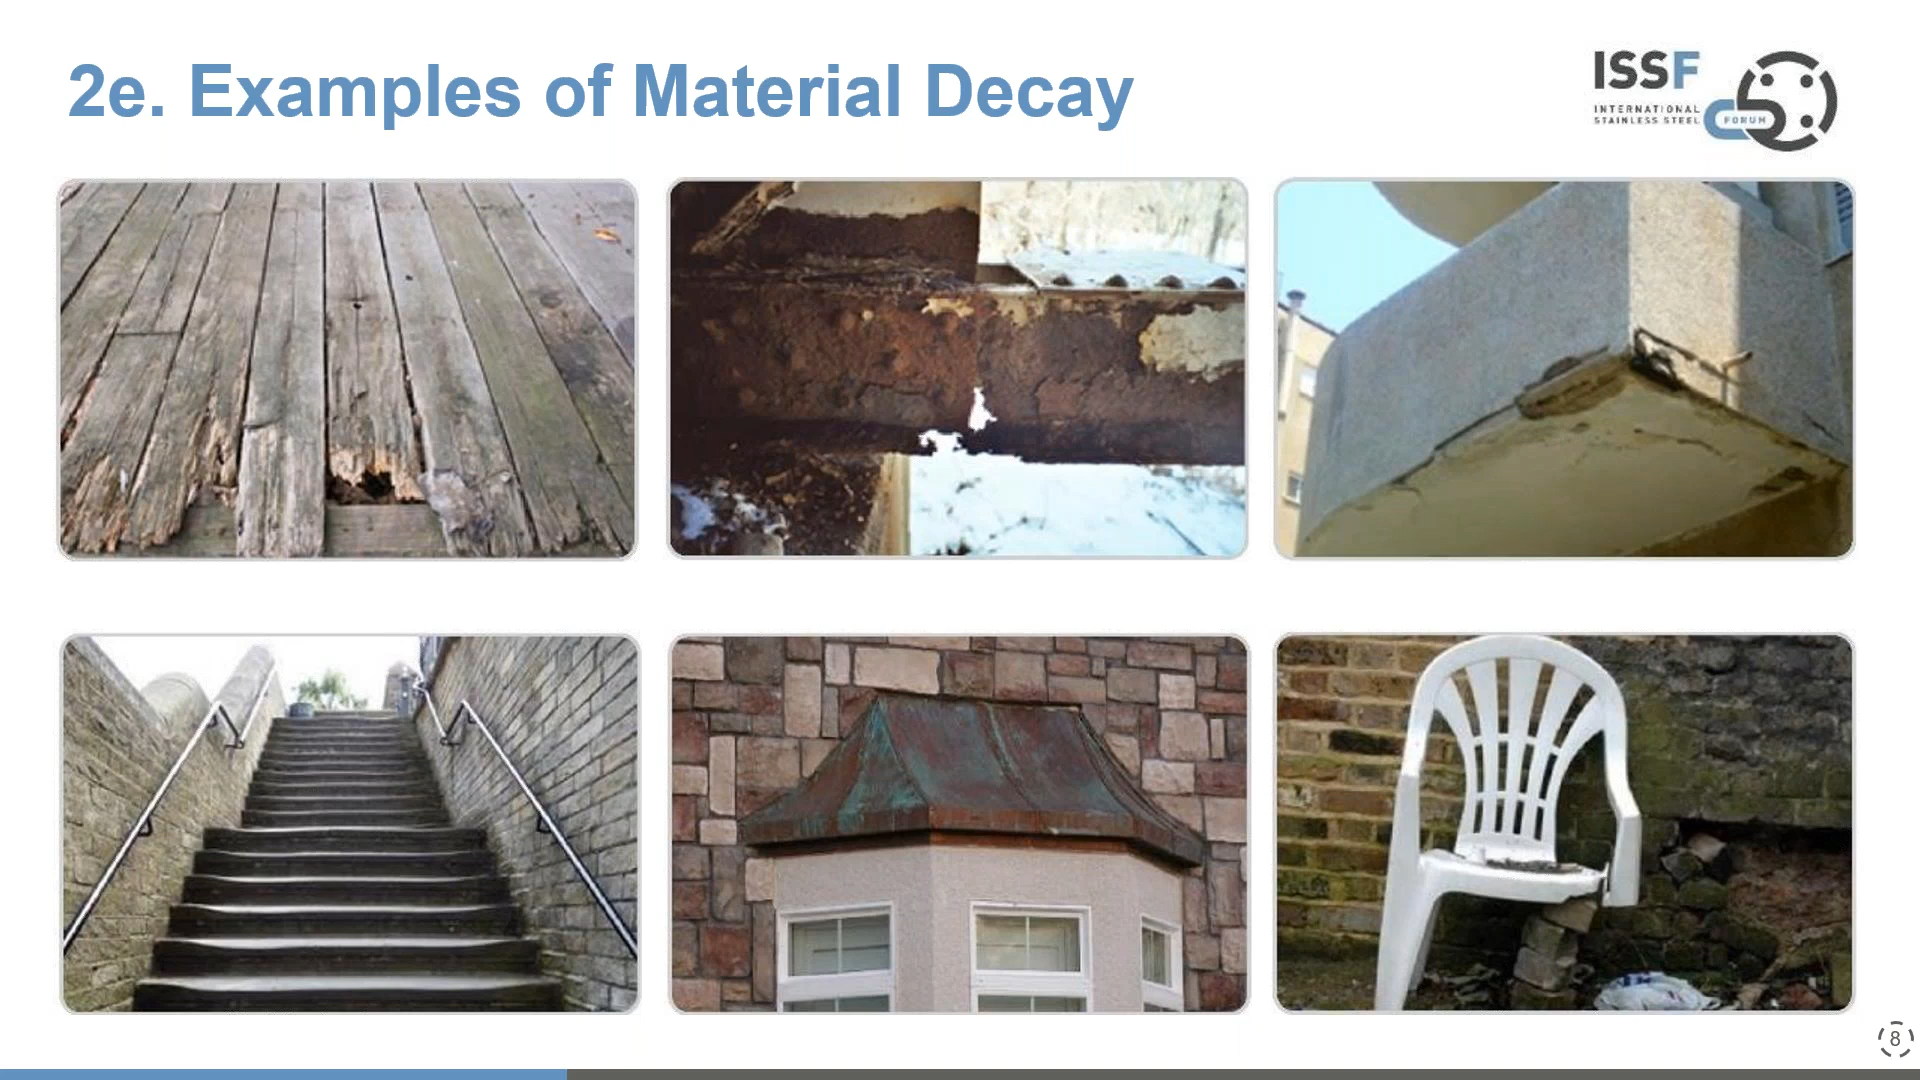 2e. Examples of Material Decay
ISSF
INTERNATIONAL
STAINLESS STEEL
FORUM
8